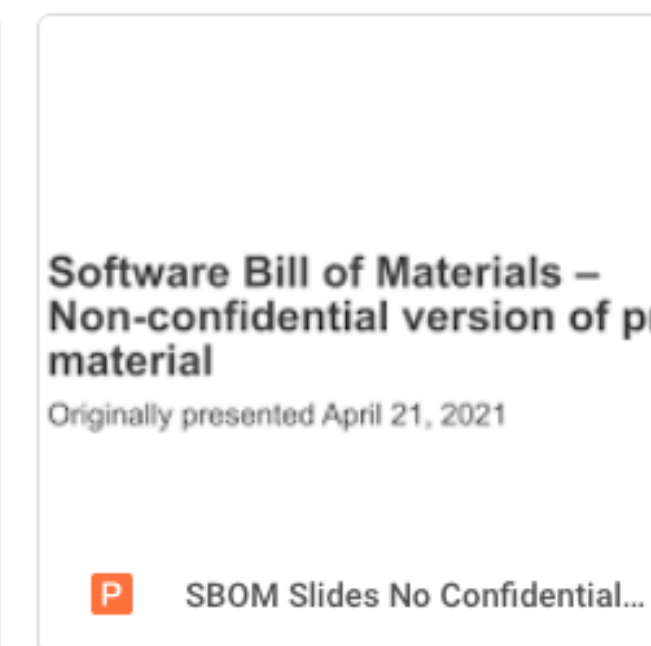 Software Bill of Materials –
Non-confidential version of
material
Originally presented April 21, 2021
P
SBOM Slides No Confidential...